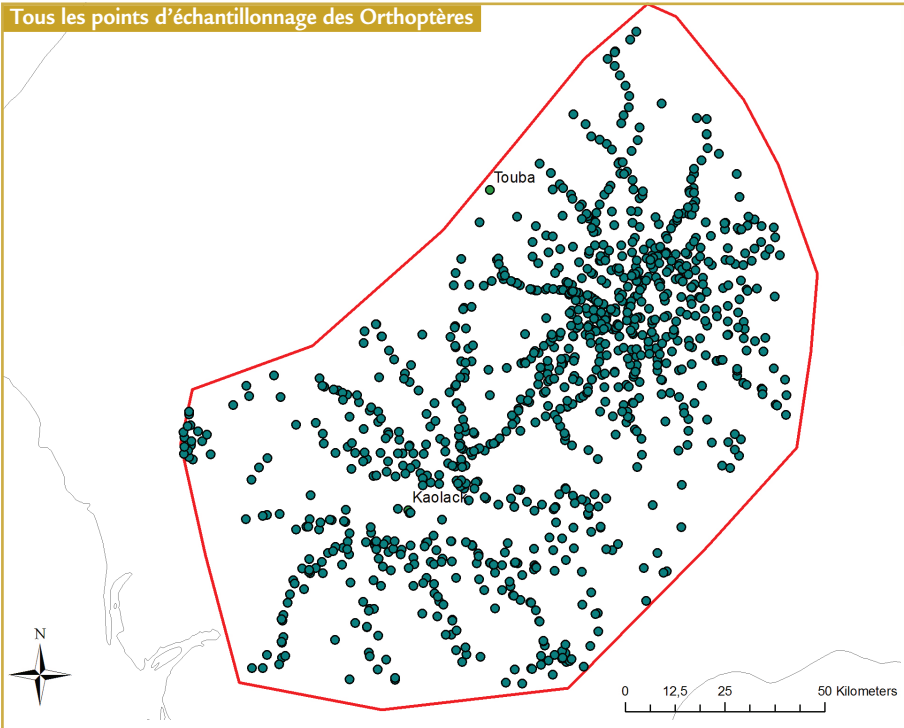 Tous les points d’échantillonnage des Orthoptères
Touba
Kaolack
N
0 12,5 25 50 Kilometers